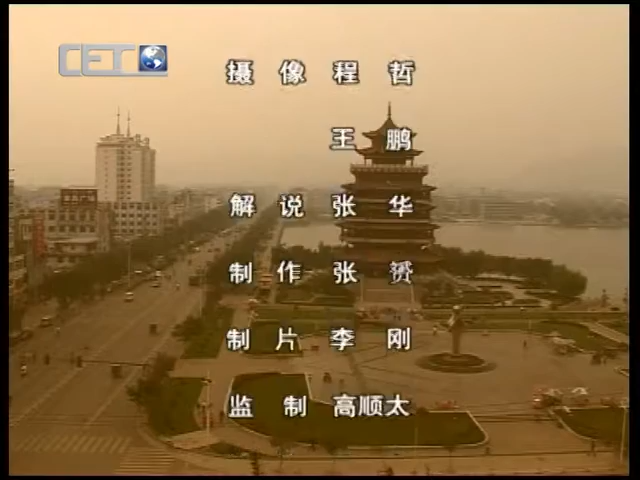 CETV
摄像 程哲
王鹏
解说 张华
制作 张赟
制片 李刚
监制 高顺太